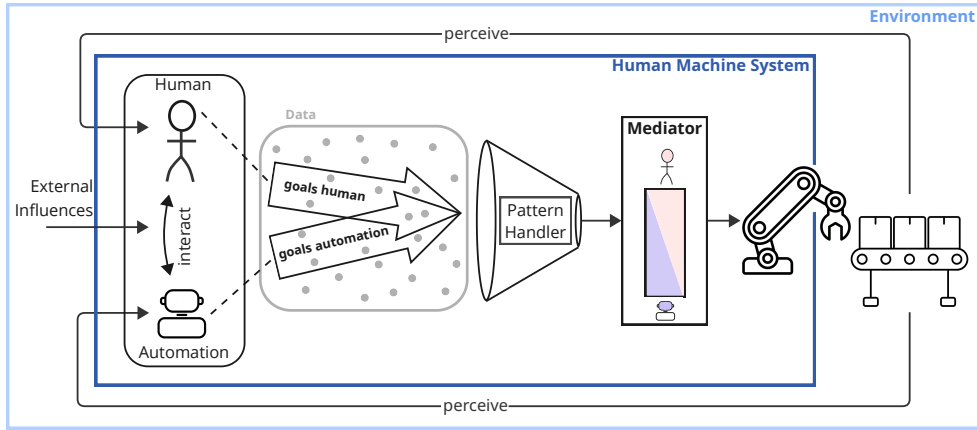 Environment
perceive
Human Machine System
Human
Data
Mediator
goals human
External
Influences
interact
Pattern
Handler
goals automation
Automation
perceive